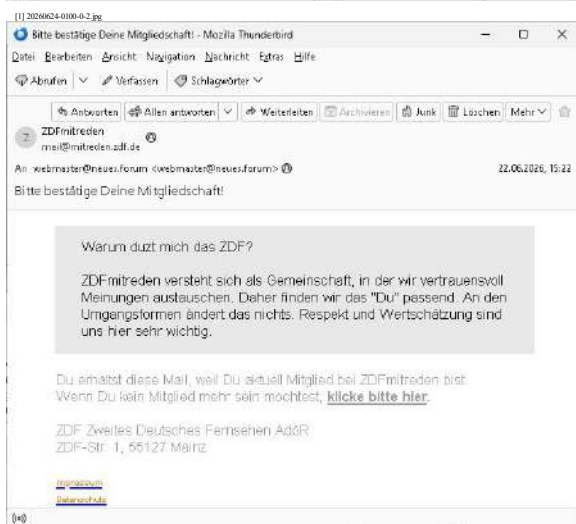 [1] 20260624-0100-0-2.jpg
Bitte bestätige Deine Mitgliedschaft! - Mozilla Thunderbird
Datei Bearbeiten Ansicht Navigation Nachricht Extras Hilfe
Abrufen Verfassen Schlagwörter
Antworten Allen antworten Weiterleiten Archivieren Junk Löschen Mehr
Z ZDFmitreden
mail@mitreden.zdf.de
An webmaster@neues.forum <webmaster@neues.forum> 22.06.2026, 15:22
Bitte bestätige Deine Mitgliedschaft!
Warum duzt mich das ZDF?
ZDFmitreden versteht sich als Gemeinschaft, in der wir vertrauensvoll
Meinungen austauschen. Daher finden wir das "Du" passend. An den
Umgangsformen ändert das nichts. Respekt und Wertschätzung sind
uns hier sehr wichtig.
Du erhältst diese Mail, weil Du aktuell Mitglied bei ZDFmitreden bist.
Wenn Du kein Mitglied mehr sein möchtest, klicke bitte hier.
ZDF Zweites Deutsches Fernsehen AdöR
ZDF-Str. 1, 55127 Mainz
Impressum
Datenschutz